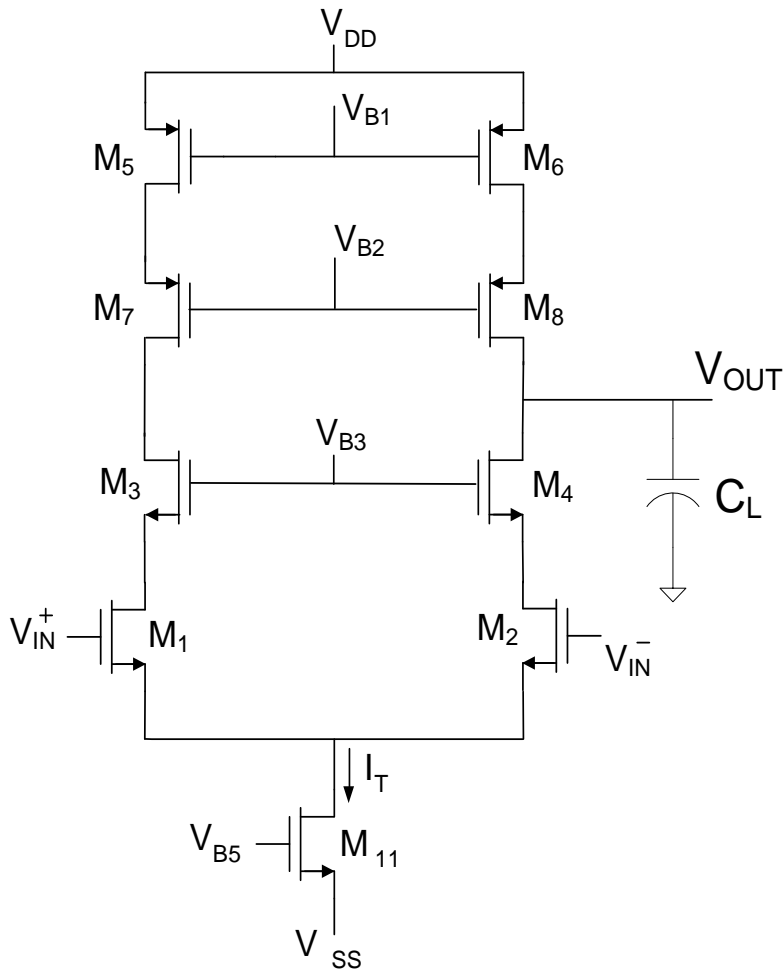 V_DD
V_B1
M_5
M_6
V_B2
M_7
M_8
V_OUT
V_B3
M_3
M_4
C_L
V_IN^+
M_1
M_2
V_IN^-
I_T
V_B5
M_11
V_SS